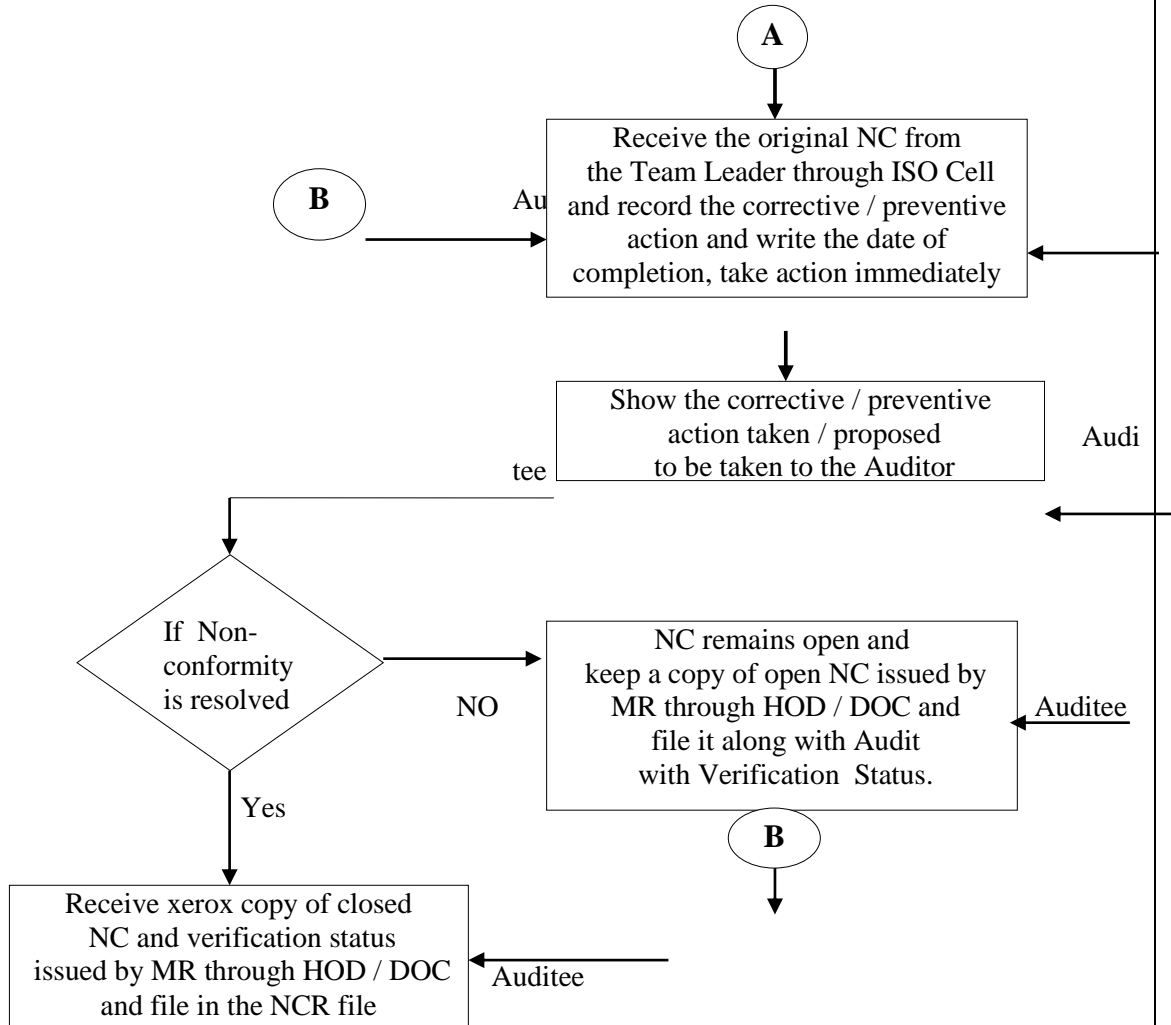 A
Receive the original NC from
the Team Leader through ISO Cell
and record the corrective / preventive
action and write the date of
completion, take action immediately
B
Au
Show the corrective / preventive
action taken / proposed
to be taken to the Auditor
Audi
tee
If Non-
conformity
is resolved
NO
NC remains open and
keep a copy of open NC issued by
MR through HOD / DOC and
file it along with Audit
with Verification Status.
Auditee
Yes
B
Receive xerox copy of closed
NC and verification status
issued by MR through HOD / DOC
and file in the NCR file
Auditee